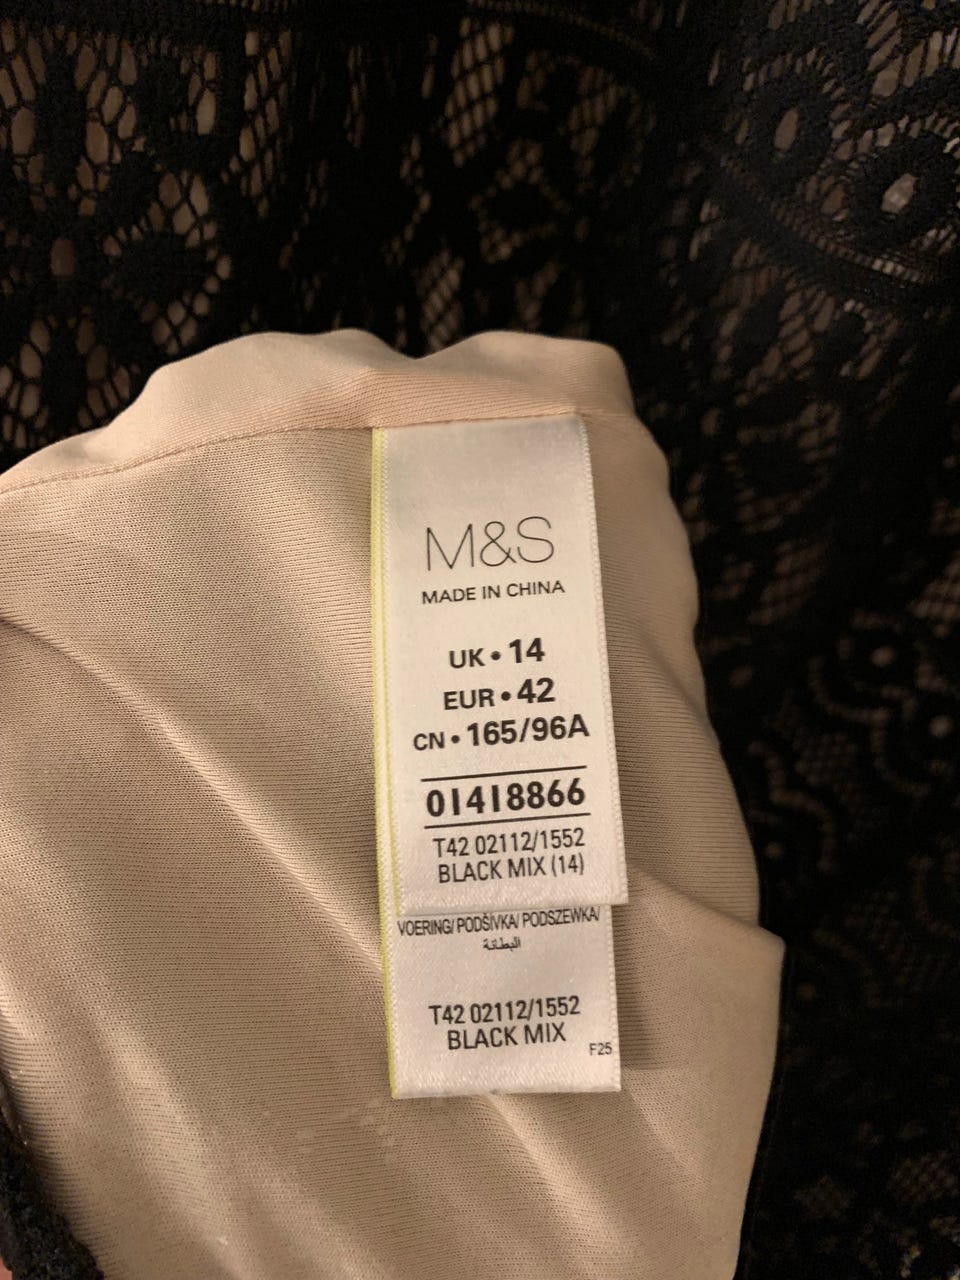 M&S
MADE IN CHINA
UK • 14
EUR • 42
CN • 165/96A
01418866
T42 02112/1552
BLACK MIX (14)
VOERING/ PODŠÍVKA/ PODSZEWKA/
البطانة
T42 02112/1552
BLACK MIX
F25